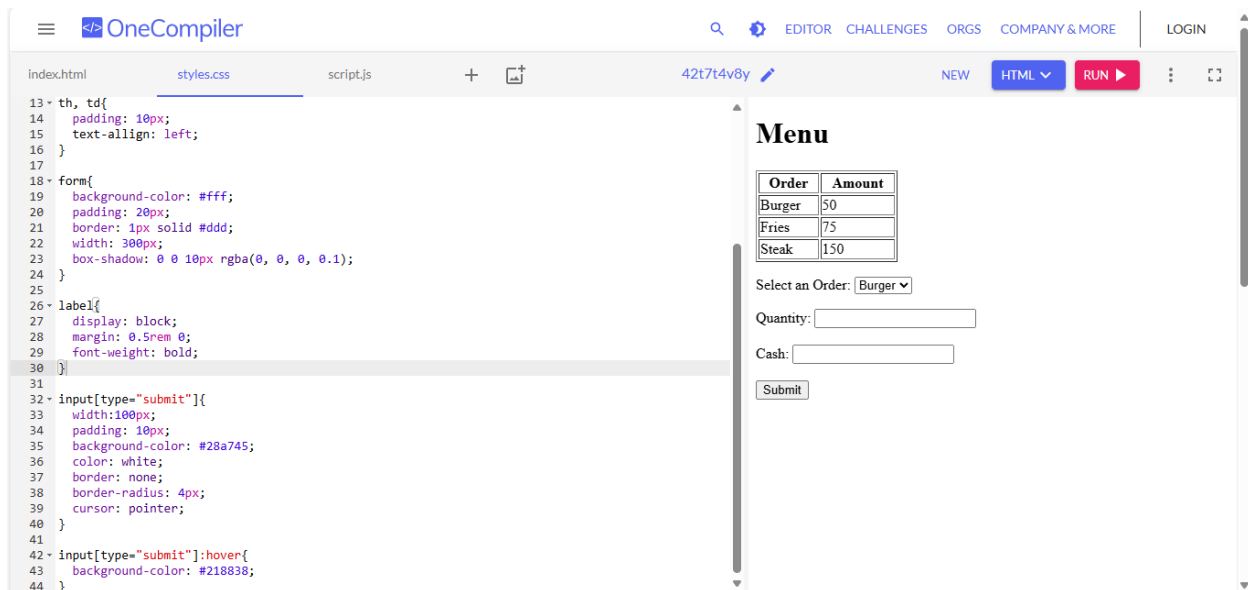 </> OneCompiler
EDITOR CHALLENGES ORGS COMPANY & MORE LOGIN
index.html styles.css script.js + 42t7t4v8y NEW HTML RUN
13 th, td{
14 padding: 10px;
15 text-allign: left;
16 }
17
18 form{
19 background-color: #fff;
20 padding: 20px;
21 border: 1px solid #ddd;
22 width: 300px;
23 box-shadow: 0 0 10px rgba(0, 0, 0, 0.1);
24 }
25
26 label{
27 display: block;
28 margin: 0.5rem 0;
29 font-weight: bold;
30 }
31
32 input[type="submit"]{
33 width:100px;
34 padding: 10px;
35 background-color: #28a745;
36 color: white;
37 border: none;
38 border-radius: 4px;
39 cursor: pointer;
40 }
41
42 input[type="submit"]:hover{
43 background-color: #218838;
44 }
Menu
Order Amount
Burger 50
Fries 75
Steak 150
Select an Order: Burger
Quantity:
Cash:
Submit